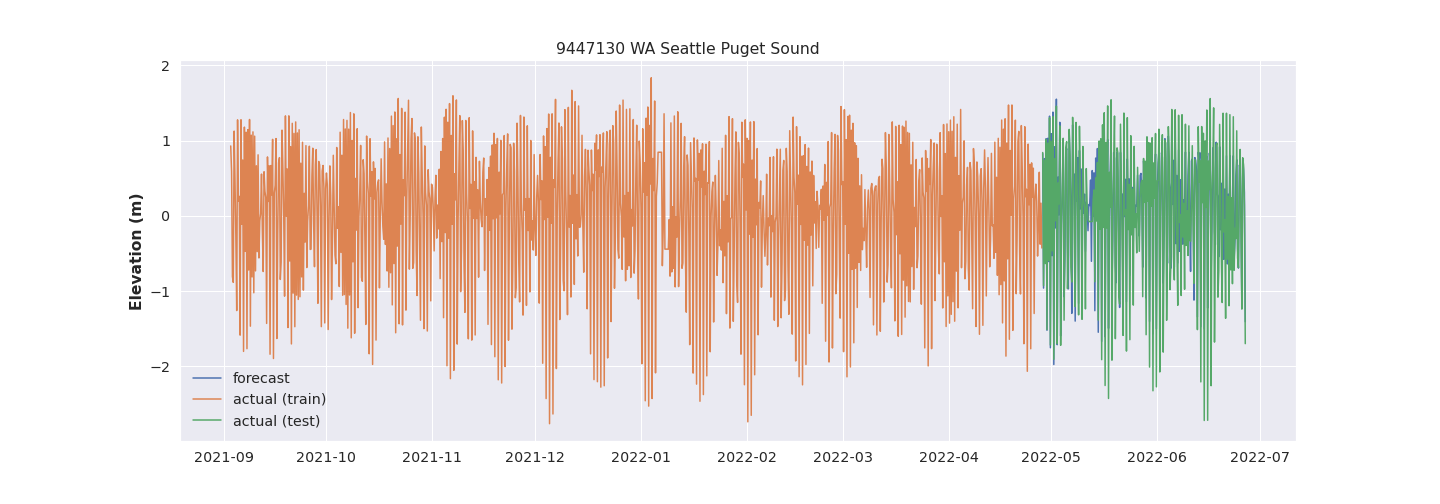 9447130 WA Seattle Puget Sound
Elevation (m)
2
1
0
−1
−2
forecast
actual (train)
actual (test)
2021-09 2021-10 2021-11 2021-12 2022-01 2022-02 2022-03 2022-04 2022-05 2022-06 2022-07